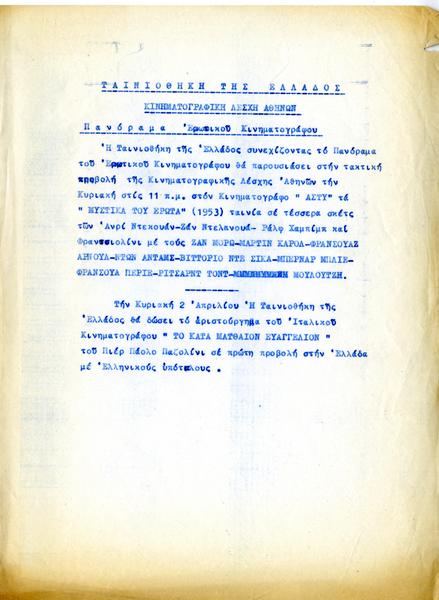 ΤΑΙΝΙΟΘΗΚΗ ΤΗΣ ΕΛΛΑΔΟΣ
ΚΙΝΗΜΑΤΟΓΡΑΦΙΚΗ ΛΕΣΧΗ ΑΘΗΝΩΝ
Πανόραμα Ἐρωτικοῦ Κινηματογράφου
Ἡ Ταινιοθήκη τῆς Ἑλλάδος συνεχίζοντας τό Πανόραμα
τοῦ Ἐρωτικοῦ Κινηματογράφου θά παρουσιάσει στήν τακτική
προβολή τῆς Κινηματογραφικῆς Λέσχης Ἀθηνῶν τήν
Κυριακή στίς 11 π.μ. στόν Κινηματογράφο " ΑΣΤΥ" τά
" ΜΥΣΤΙΚΑ ΤΟΥ ΕΡΩΤΑ" (1953) ταινία σέ τέσσερα σκέτς
τῶν Ἀνρί Ντεκουάν-Ζάν Ντελανουά- Ράλφ Χαμπίμπ καί
Φραντσιολίνι μέ τούς ΖΑΝ ΜΟΡΩ-ΜΑΡΤΙΝ ΚΑΡΟΛ-ΦΡΑΝΣΟΥΑΖ
ΑΡΝΟΥΛ-ΝΤΩΝ ΑΝΤΑΜΣ-ΒΙΤΤΟΡΙΟ ΝΤΕ ΣΙΚΑ-ΜΠΕΡΝΑΡ ΜΠΛΙΕ-
ΦΡΑΝΣΟΥΑ ΠΕΡΙΕ-ΡΙΤΣΑΡΝΤ ΤΟΝΤ- ΜΟΥΛΟΥΤΖΗ.
Τήν Κυριακή 2 Ἀπριλίου Ἡ Ταινιοθήκη τῆς
Ἑλλάδος θά δώσει τό ἀριστούργημα τοῦ Ἰταλικοῦ
Κινηματογράφου " ΤΟ ΚΑΤΑ ΜΑΤΘΑΙΟΝ ΕΥΑΓΓΕΛΙΟΝ "
τοῦ Πιέρ Πάολο Παζολίνι σέ πρώτη προβολή στήν Ἑλλάδα
μέ Ἑλληνικούς ὑπότιλους .